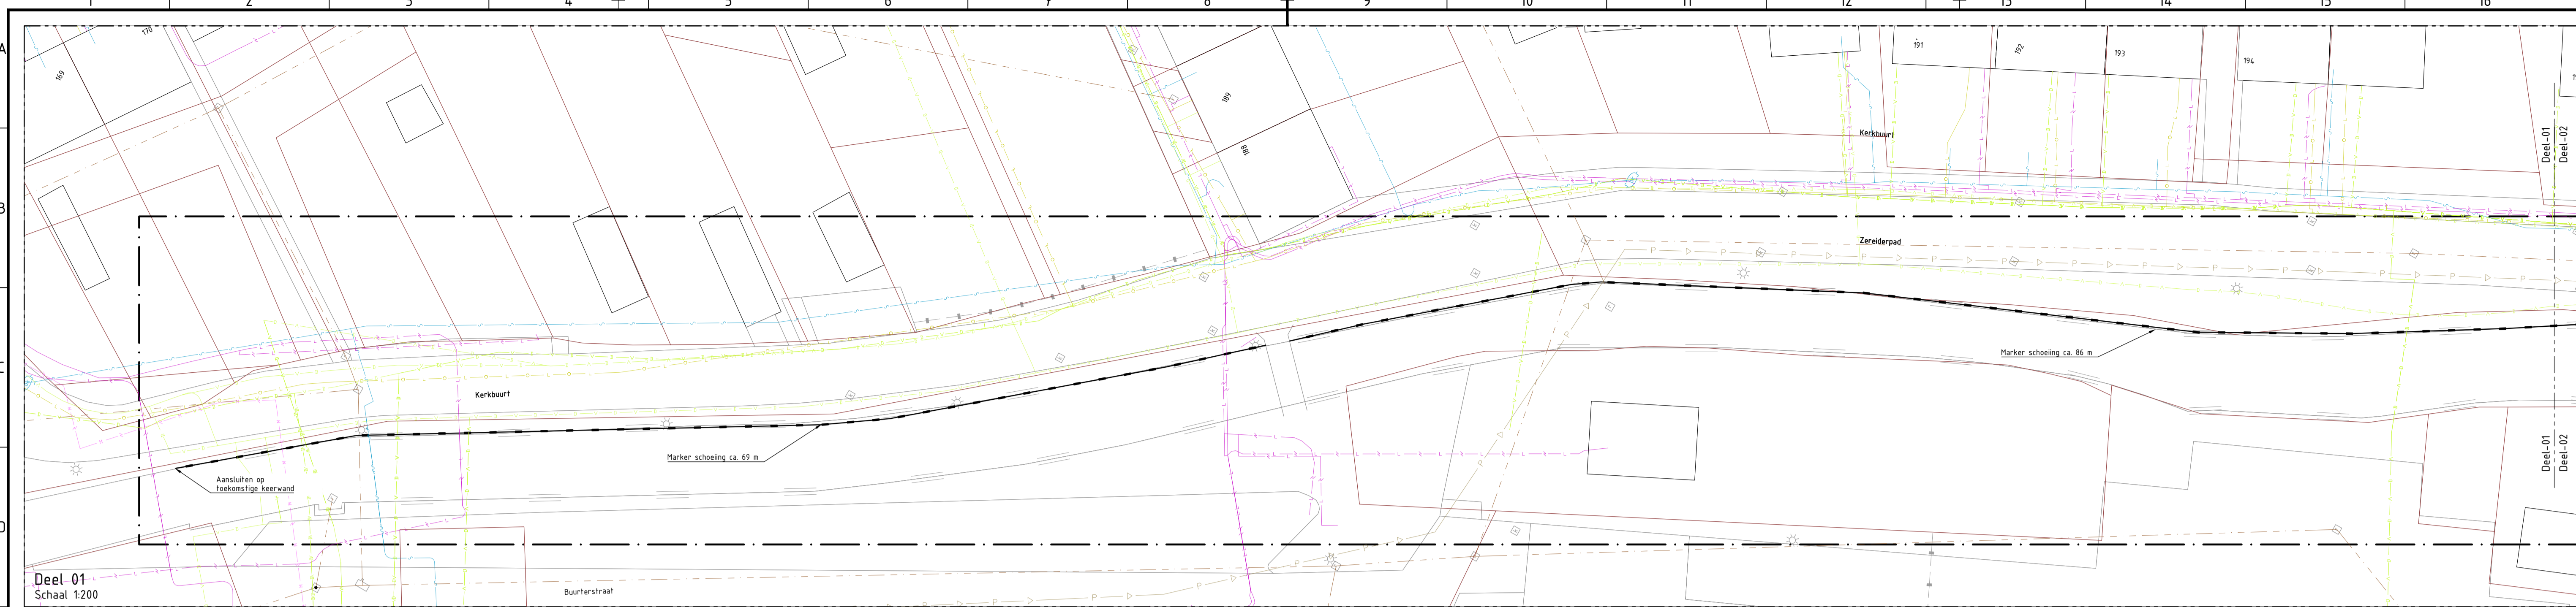 1 2 3 4 5 6 7 8 9 10 11 12 13 14 15 16
A
170
169
189
188
191
192
193
194
Kerkbuurt
Deel-01
Deel-02
B
Zereiderpad
Marker schoeiing ca. 86 m
Kerkbuurt
Marker schoeiing ca. 69 m
Aansluiten op
toekomstige keerwand
Deel-01
Deel-02
D
Deel 01
Schaal 1:200
Buurterstraat